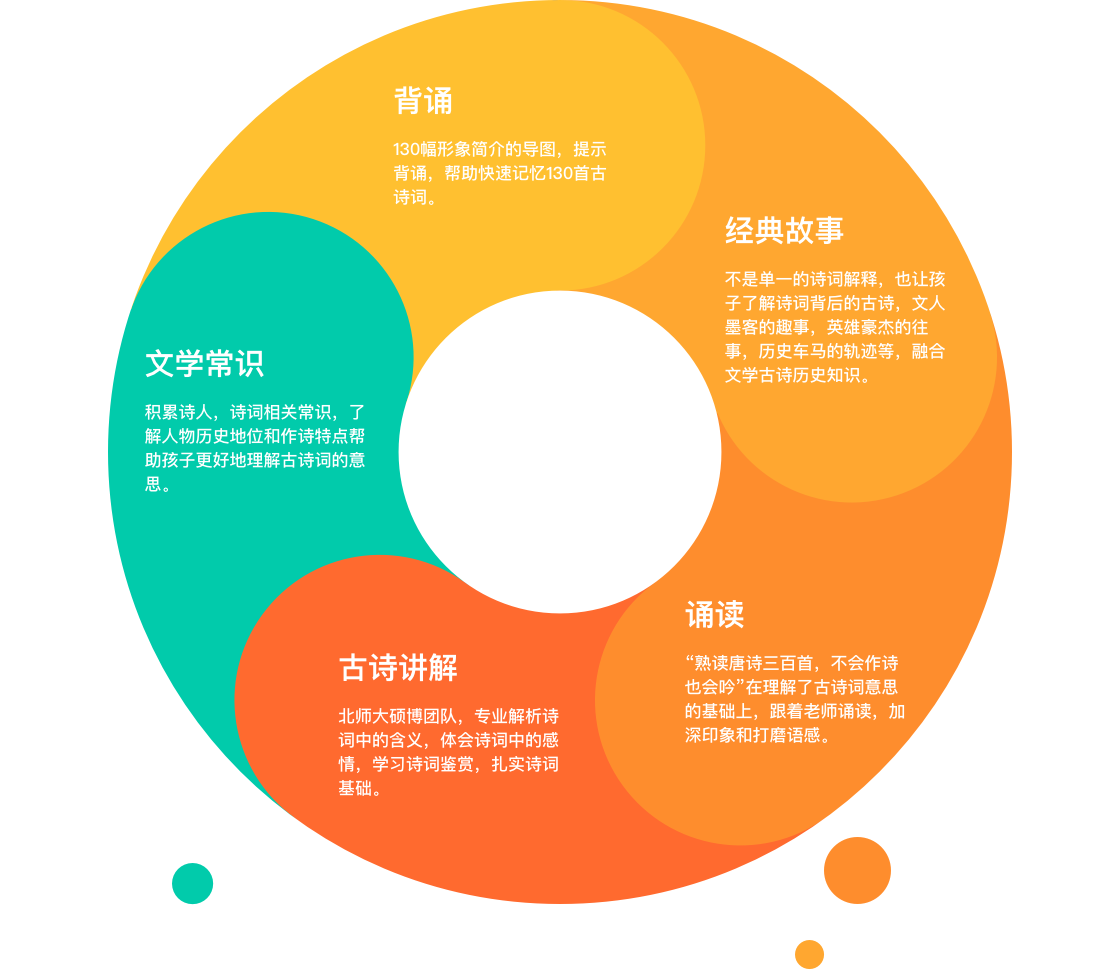 背诵
130幅形象简介的导图，提示
背诵，帮助快速记忆130首古
诗词。
经典故事
不是单一的诗词解释，也让孩
子了解诗词背后的古诗，文人
墨客的趣事，英雄豪杰的往
事，历史车马的轨迹等，融合
文学古诗历史知识。
文学常识
积累诗人，诗词相关常识，了
解人物历史地位和作诗特点帮
助孩子更好地理解古诗词的意
思。
诵读
“熟读唐诗三百首，不会作诗
也会吟”在理解了古诗词意思
的基础上，跟着老师诵读，加
深印象和打磨语感。
古诗讲解
北师大硕博团队，专业解析诗
词中的含义，体会诗词中的感
情，学习诗词鉴赏，扎实诗词
基础。